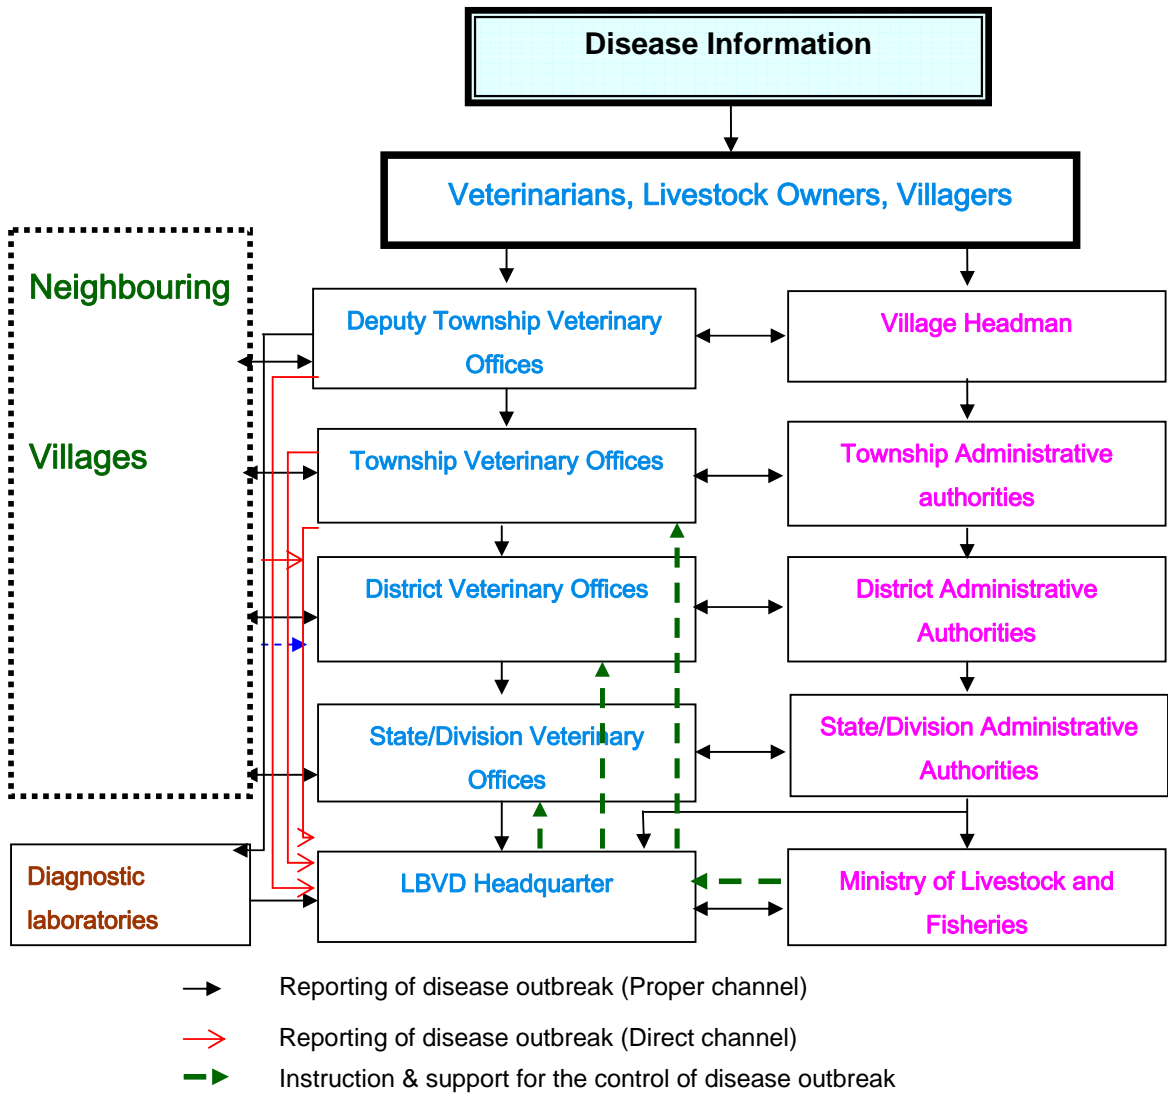 Disease Information
Veterinarians, Livestock Owners, Villagers
Neighbouring
Villages
Deputy Township Veterinary
Offices
Village Headman
Township Veterinary Offices
Township Administrative
authorities
District Veterinary Offices
District Administrative
Authorities
State/Division Veterinary
Offices
State/Division Administrative
Authorities
Diagnostic
laboratories
LBVD Headquarter
Ministry of Livestock and
Fisheries
Reporting of disease outbreak (Proper channel)
Reporting of disease outbreak (Direct channel)
Instruction & support for the control of disease outbreak